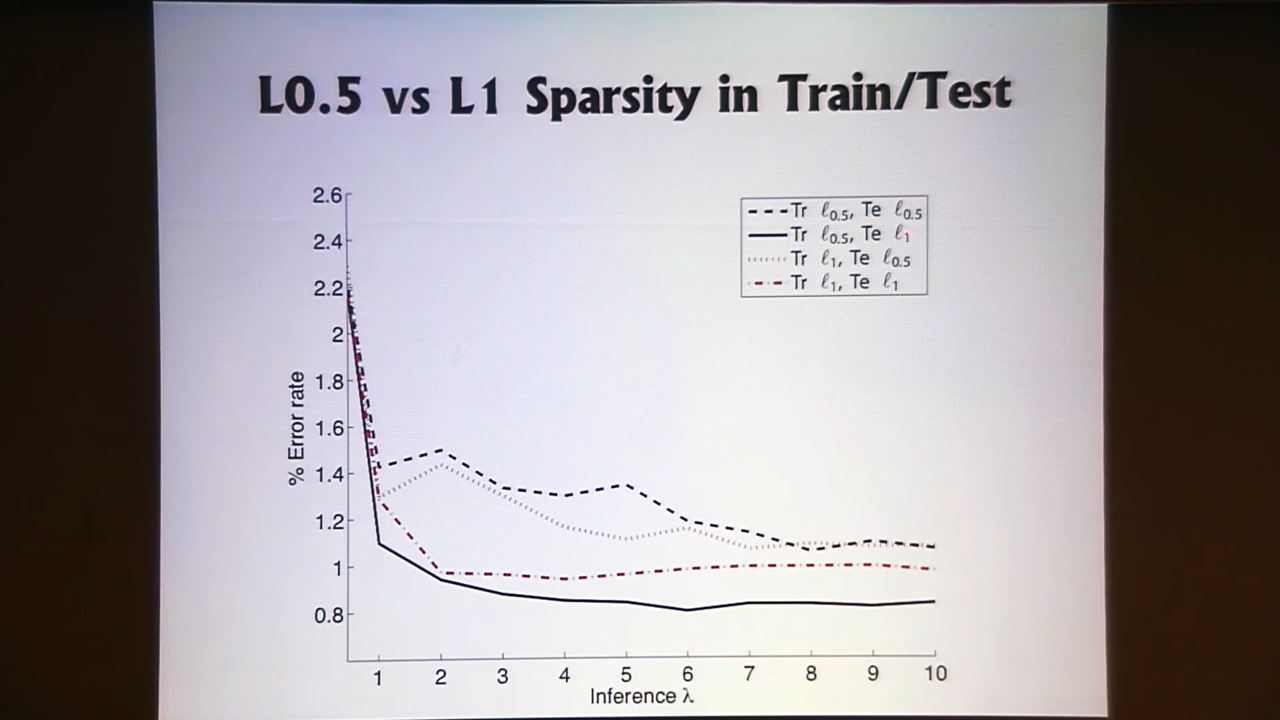 L0.5 vs L1 Sparsity in Train/Test
Tr ℓ0.5, Te ℓ0.5
Tr ℓ0.5, Te ℓ1
Tr ℓ1, Te ℓ0.5
Tr ℓ1, Te ℓ1
2.6
2.4
2.2
2
1.8
1.6
1.4
1.2
1
0.8
% Error rate
1 2 3 4 5 6 7 8 9 10
Inference λ